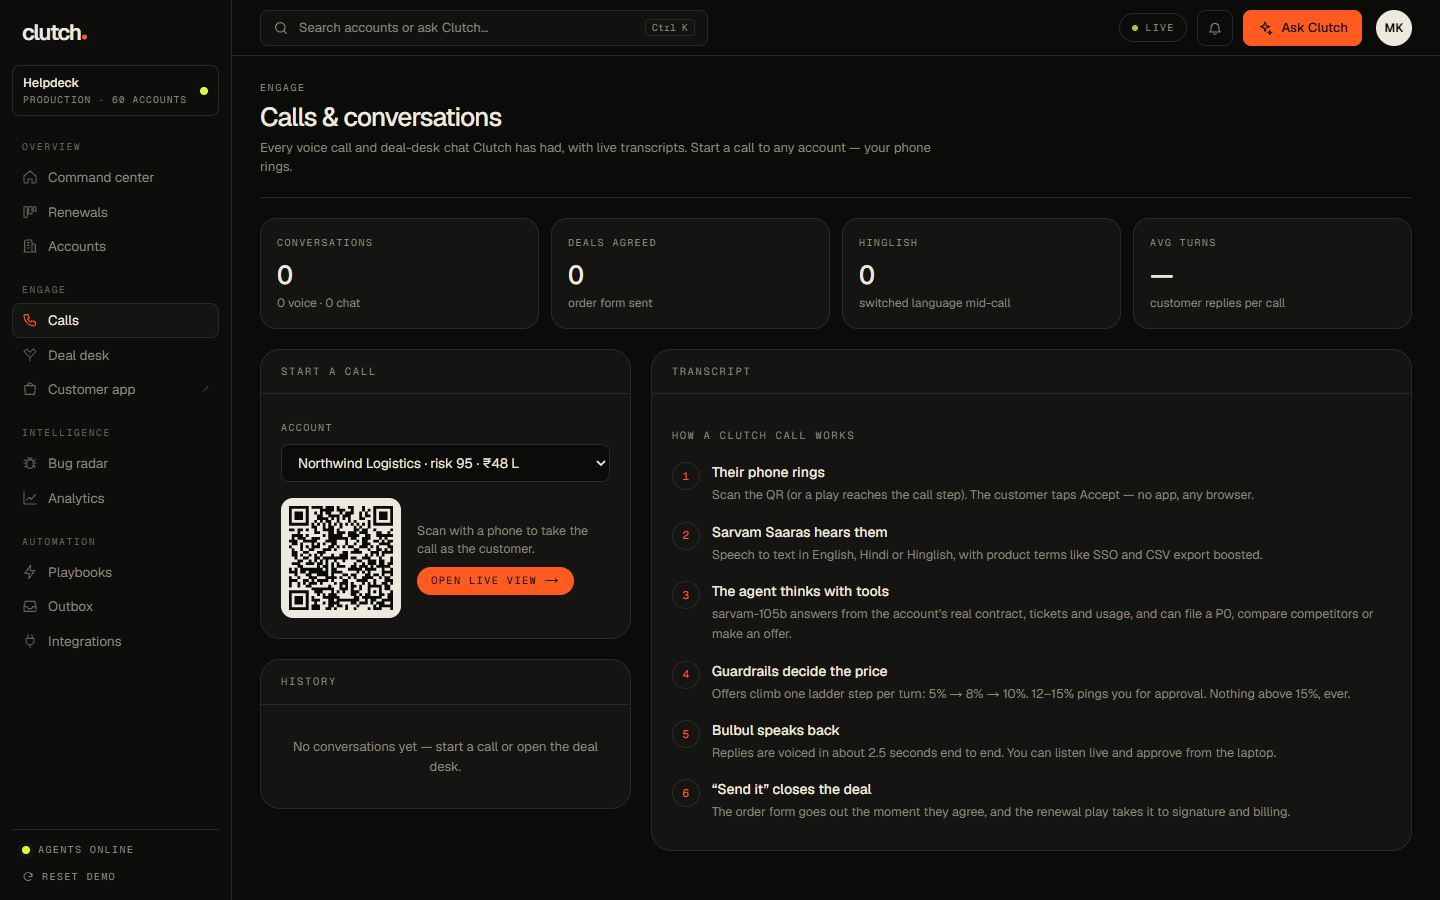 clutch.
Search accounts or ask Clutch...
Ctrl K
LIVE
Ask Clutch
MK
Helpdeck
PRODUCTION · 60 ACCOUNTS
OVERVIEW
Command center
Renewals
Accounts
ENGAGE
Calls
Deal desk
Customer app
INTELLIGENCE
Bug radar
Analytics
AUTOMATION
Playbooks
Outbox
Integrations
AGENTS ONLINE
RESET DEMO
ENGAGE
Calls & conversations
Every voice call and deal-desk chat Clutch has had, with live transcripts. Start a call to any account — your phone
rings.
CONVERSATIONS
0
0 voice · 0 chat
DEALS AGREED
0
order form sent
HINGLISH
0
switched language mid-call
AVG TURNS
—
customer replies per call
START A CALL
ACCOUNT
Northwind Logistics · risk 95 · ₹48 L
Scan with a phone to take the
call as the customer.
OPEN LIVE VIEW →
HISTORY
No conversations yet — start a call or open the deal
desk.
TRANSCRIPT
HOW A CLUTCH CALL WORKS
1
Their phone rings
Scan the QR (or a play reaches the call step). The customer taps Accept — no app, any browser.
2
Sarvam Saaras hears them
Speech to text in English, Hindi or Hinglish, with product terms like SSO and CSV export boosted.
3
The agent thinks with tools
sarvam-105b answers from the account's real contract, tickets and usage, and can file a P0, compare competitors or
make an offer.
4
Guardrails decide the price
Offers climb one ladder step per turn: 5% → 8% → 10%. 12–15% pings you for approval. Nothing above 15%, ever.
5
Bulbul speaks back
Replies are voiced in about 2.5 seconds end to end. You can listen live and approve from the laptop.
6
“Send it” closes the deal
The order form goes out the moment they agree, and the renewal play takes it to signature and billing.